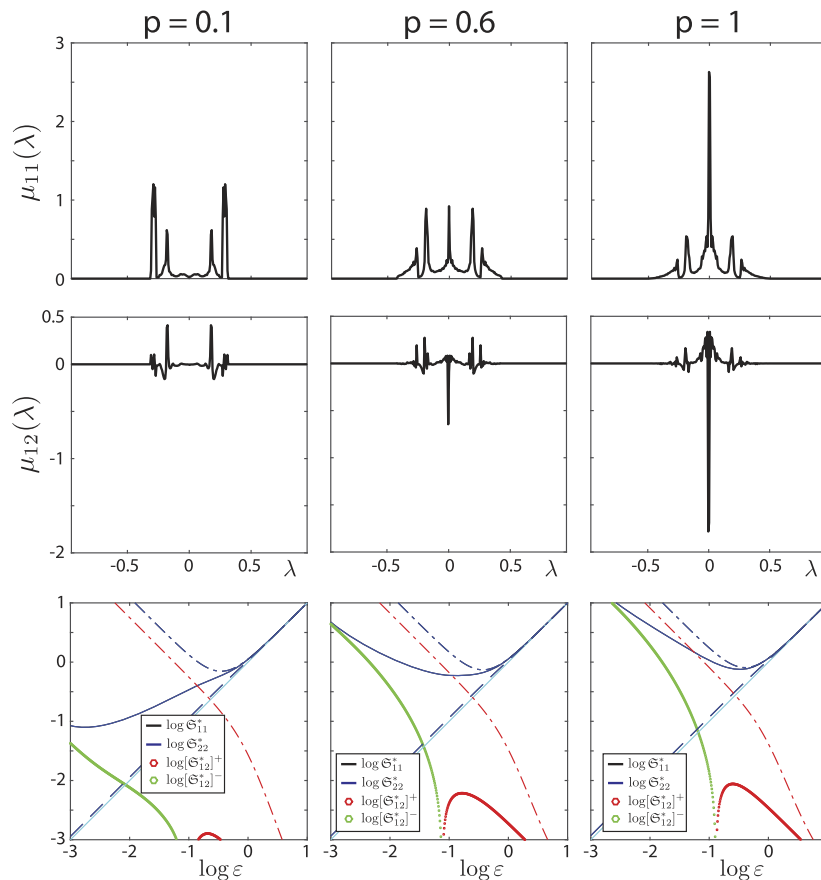 p = 0.1
p = 0.6
p = 1
μ₁₁(λ)
3
2
1
0
μ₁₂(λ)
0.5
0
-1
-2
-0.5 0 0.5 λ
-0.5 0 0.5 λ
-0.5 0 0.5 λ
1
0
-1
-2
-3
log 𝔖*₁₁
log 𝔖*₂₂
log[𝔖*₁₂]⁺
log[𝔖*₁₂]⁻
log 𝔖*₁₁
log 𝔖*₂₂
log[𝔖*₁₂]⁺
log[𝔖*₁₂]⁻
log 𝔖*₁₁
log 𝔖*₂₂
log[𝔖*₁₂]⁺
log[𝔖*₁₂]⁻
-3 -2 -1 0 1
-3 -2 -1 0 1
-3 -2 -1 0
log ε
log ε
log ε